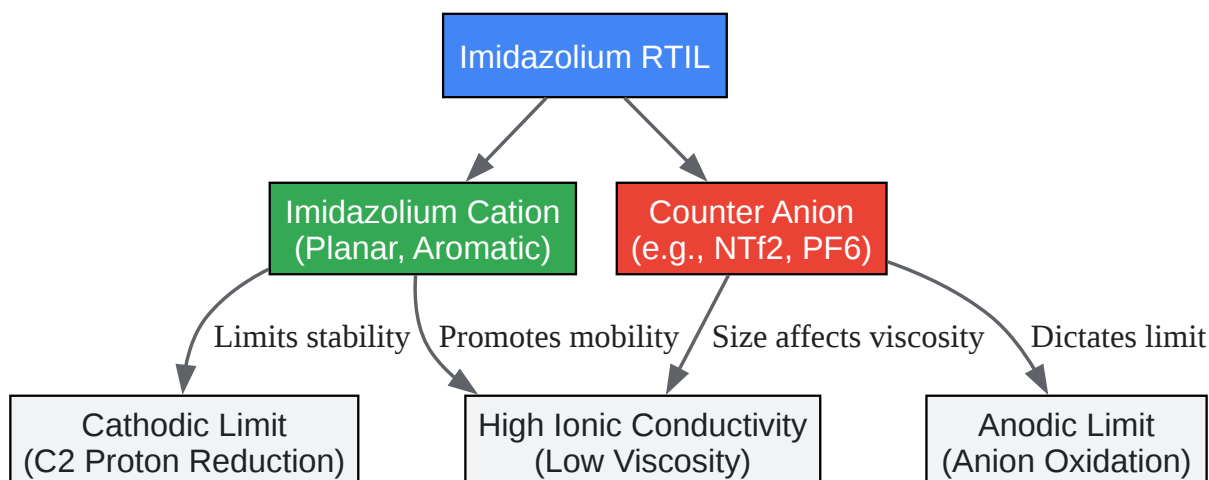 Imidazolium RTIL
Imidazolium Cation
(Planar, Aromatic)
Counter Anion
(e.g., NTf2, PF6)
Limits stability
Promotes mobility
Size affects viscosity
Dictates limit
Cathodic Limit
(C2 Proton Reduction)
High Ionic Conductivity
(Low Viscosity)
Anodic Limit
(Anion Oxidation)